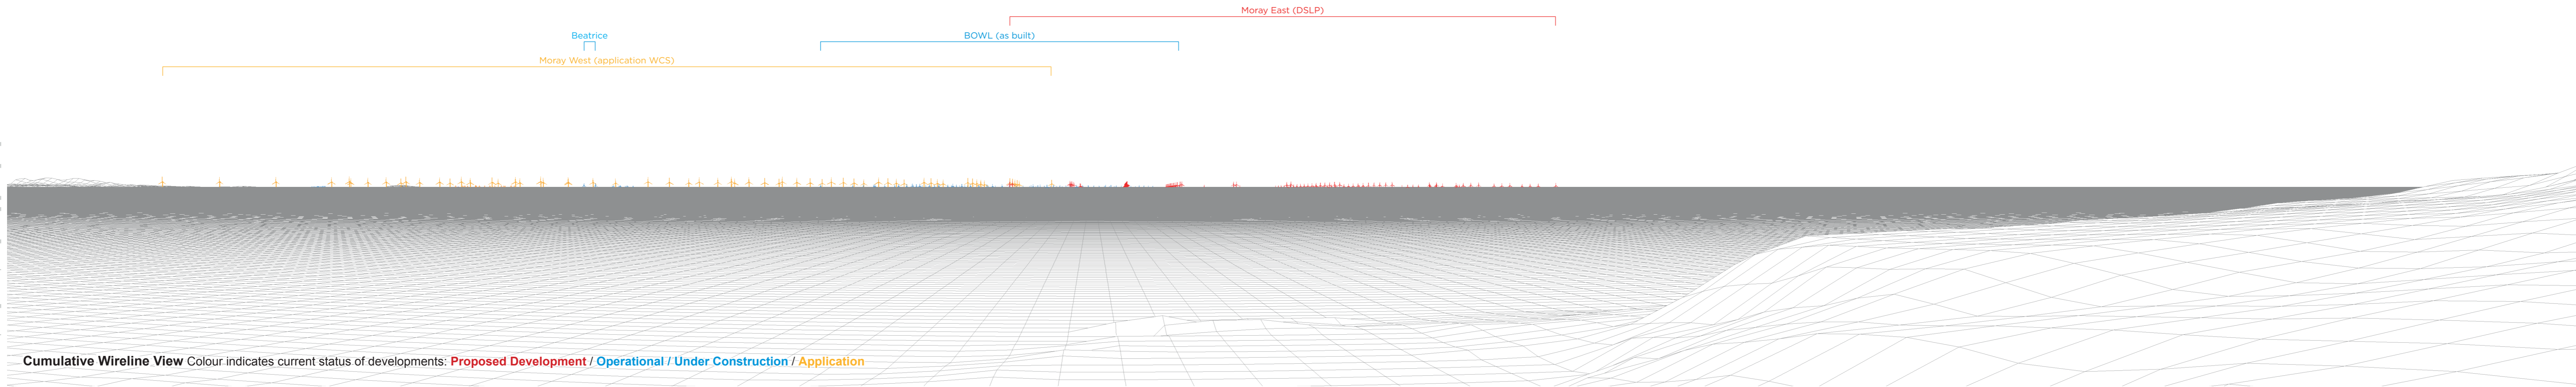 Moray East (DSLP)
Beatrice
BOWL (as built)
Moray West (application WCS)
Cumulative Wireline View Colour indicates current status of developments: Proposed Development / Operational / Under Construction / Application